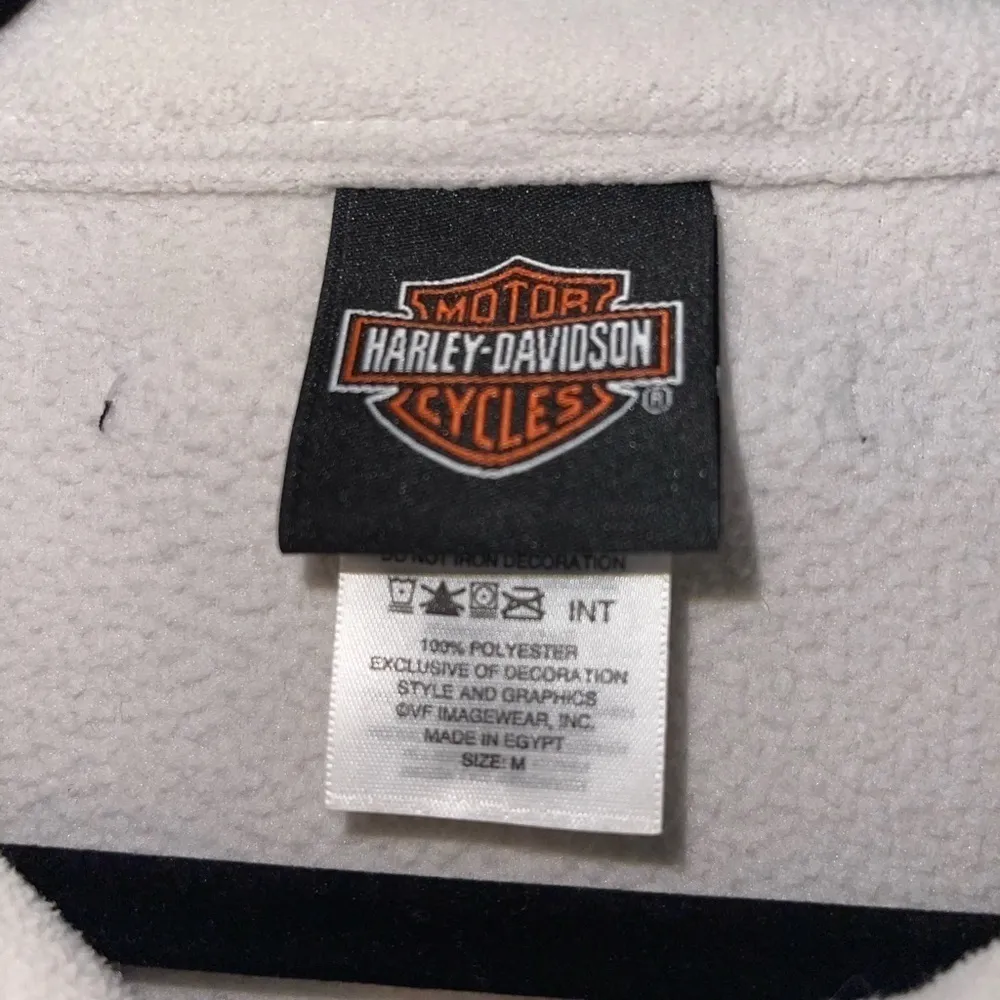 MOTOR
HARLEY-DAVIDSON
CYCLES
®
DO NOT IRON DECORATION
INT
100% POLYESTER
EXCLUSIVE OF DECORATION
STYLE AND GRAPHICS
©VF IMAGEWEAR, INC.
MADE IN EGYPT
SIZE: M